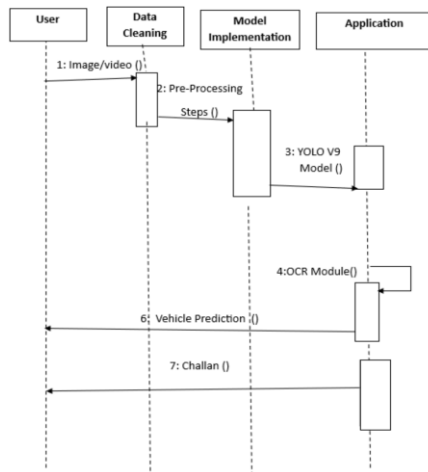 User
Data
Cleaning
Model
Implementation
Application
1: Image/video ()
2: Pre-Processing
Steps ()
3: YOLO V9
Model ()
4:OCR Module()
6: Vehicle Prediction ()
7: Challan ()